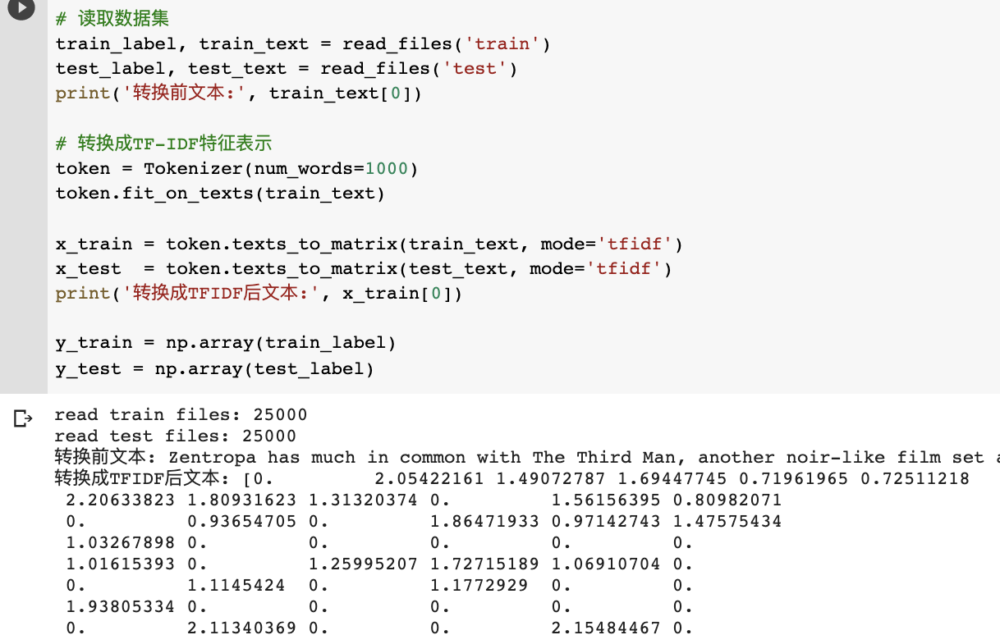 # 读取数据集
train_label, train_text = read_files('train')
test_label, test_text = read_files('test')
print('转换前文本:', train_text[0])
# 转换成TF-IDF特征表示
token = Tokenizer(num_words=1000)
token.fit_on_texts(train_text)
x_train = token.texts_to_matrix(train_text, mode='tfidf')
x_test  = token.texts_to_matrix(test_text, mode='tfidf')
print('转换成TFIDF后文本:', x_train[0])
y_train = np.array(train_label)
y_test = np.array(test_label)
read train files: 25000
read test files: 25000
转换前文本: Zentropa has much in common with The Third Man, another noir-like film set
转换成TFIDF后文本: [0.         2.05422161 1.49072787 1.69447745 0.71961965 0.72511218
 2.20633823 1.80931623 1.31320374 0.         1.56156395 0.80982071
 0.         0.93654705 0.         1.86471933 0.97142743 1.47575434
 1.03267898 0.         0.         0.         0.         0.
 1.01615393 0.         1.25995207 1.72715189 1.06910704 0.
 0.         1.1145424  0.         1.1772929  0.         0.
 1.93805334 0.         0.         0.         0.         0.
 0.         2.11340369 0.         0.         2.15484467 0.